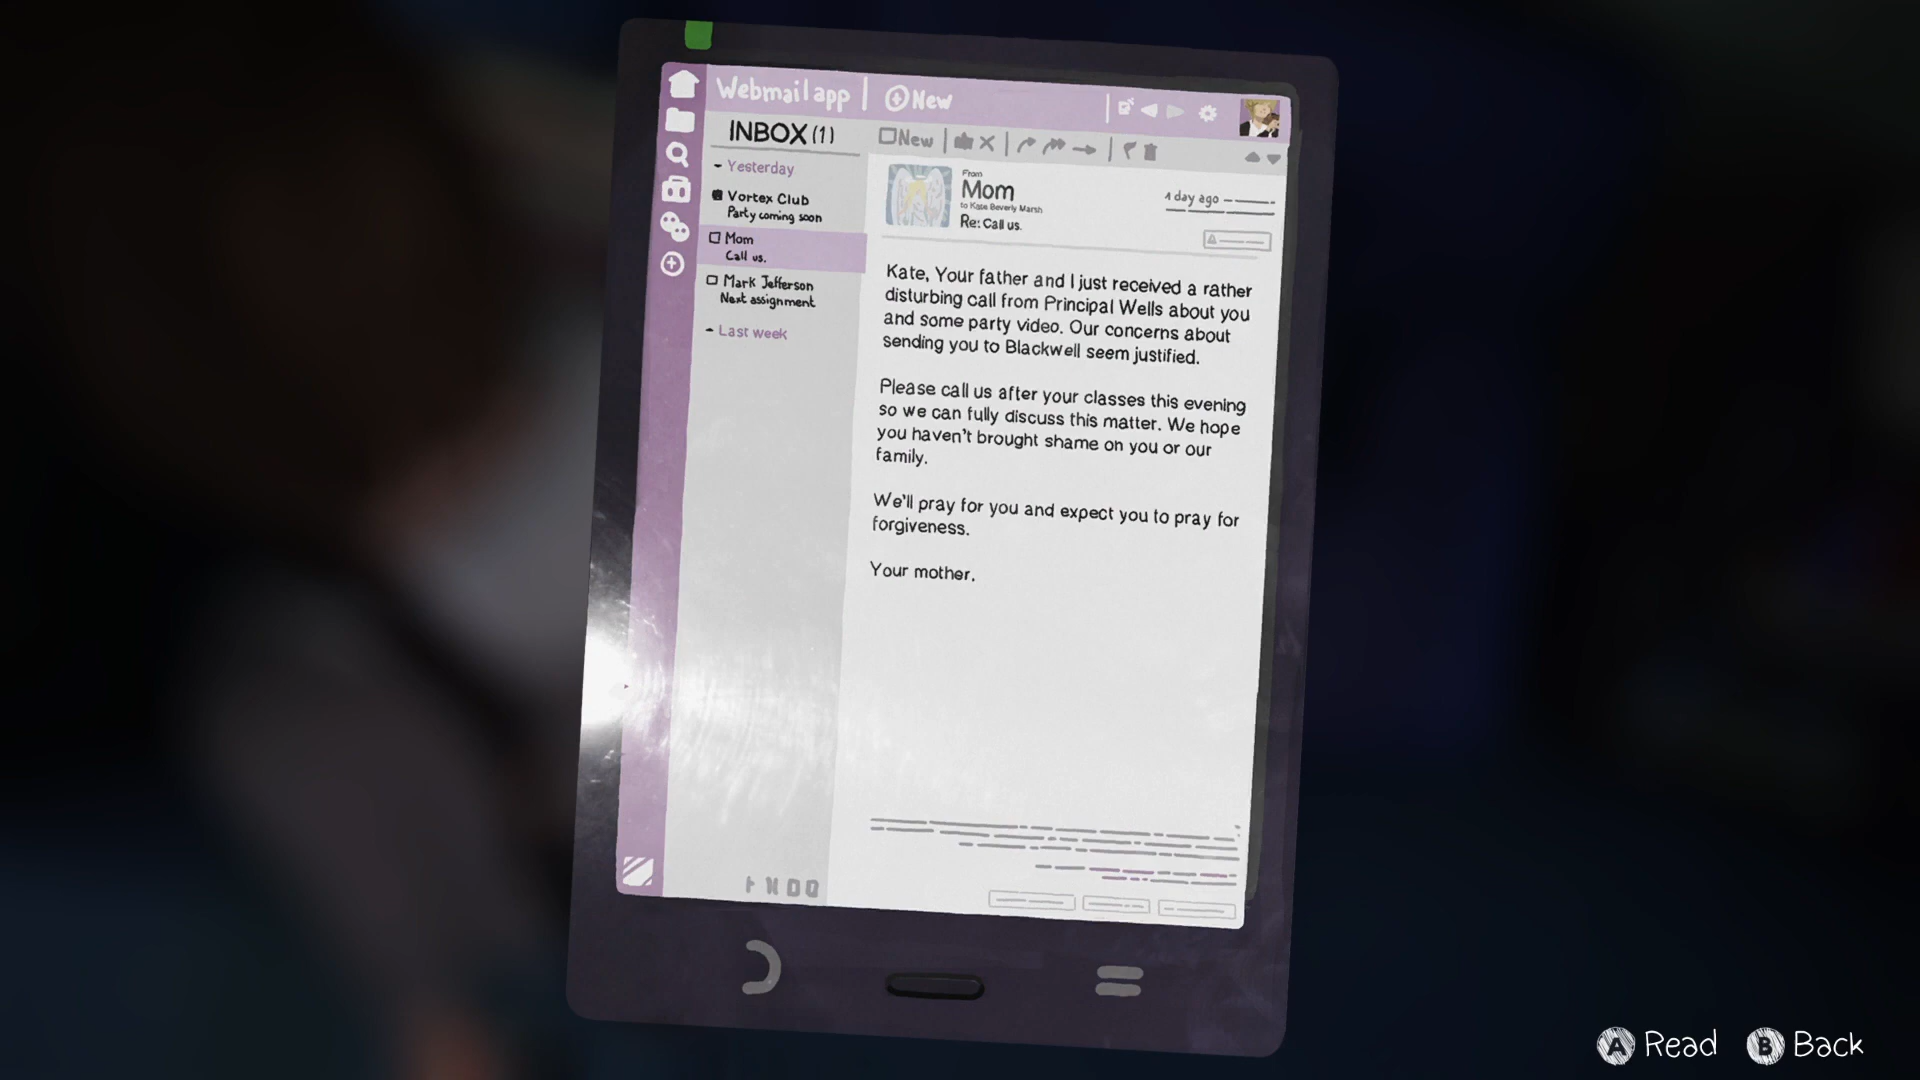 Webmail app | New
INBOX (1)
New
Yesterday
Vortex Club
Party coming soon
Mom
Call us.
Mark Jefferson
Next assignment
Last week
From
Mom
to Kate Beverly Marsh
Re: Call us.
1 day ago
Kate, Your father and I just received a rather
disturbing call from Principal Wells about you
and some party video. Our concerns about
sending you to Blackwell seem justified.
Please call us after your classes this evening
so we can fully discuss this matter. We hope
you haven't brought shame on you or our
family.
We'll pray for you and expect you to pray for
forgiveness.
Your mother.
A Read B Back